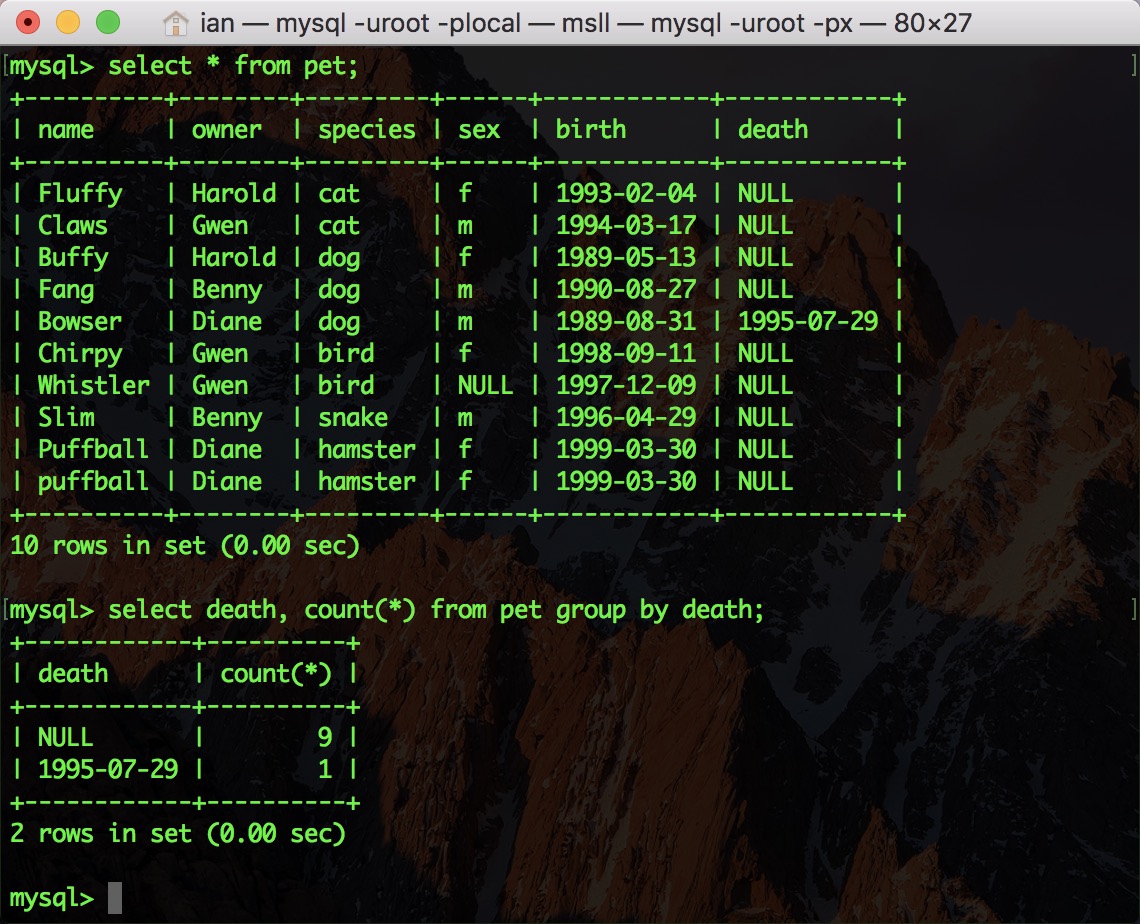 ian — mysql -uroot -plocal — msll — mysql -uroot -px — 80×27
mysql> select * from pet;
+----------+--------+---------+------+------------+------------+
| name     | owner  | species | sex  | birth      | death      |
+----------+--------+---------+------+------------+------------+
| Fluffy   | Harold | cat     | f    | 1993-02-04 | NULL       |
| Claws    | Gwen   | cat     | m    | 1994-03-17 | NULL       |
| Buffy    | Harold | dog     | f    | 1989-05-13 | NULL       |
| Fang     | Benny  | dog     | m    | 1990-08-27 | NULL       |
| Bowser   | Diane  | dog     | m    | 1989-08-31 | 1995-07-29 |
| Chirpy   | Gwen   | bird    | f    | 1998-09-11 | NULL       |
| Whistler | Gwen   | bird    | NULL | 1997-12-09 | NULL       |
| Slim     | Benny  | snake   | m    | 1996-04-29 | NULL       |
| Puffball | Diane  | hamster | f    | 1999-03-30 | NULL       |
| puffball | Diane  | hamster | f    | 1999-03-30 | NULL       |
+----------+--------+---------+------+------------+------------+
10 rows in set (0.00 sec)
mysql> select death, count(*) from pet group by death;
+------------+----------+
| death      | count(*) |
+------------+----------+
| NULL       |        9 |
| 1995-07-29 |        1 |
+------------+----------+
2 rows in set (0.00 sec)
mysql>